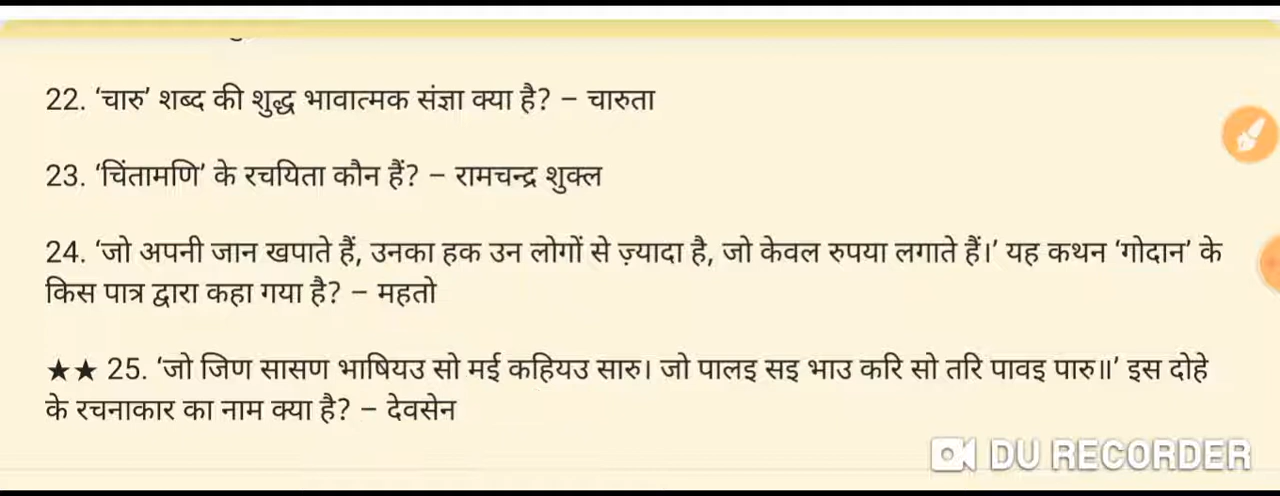 22. ‘चारु’ शब्द की शुद्ध भावात्मक संज्ञा क्या है? – चारुता
23. ‘चिंतामणि’ के रचयिता कौन हैं? – रामचन्द्र शुक्ल
24. ‘जो अपनी जान खपाते हैं, उनका हक उन लोगों से ज़्यादा है, जो केवल रुपया लगाते हैं।’ यह कथन ‘गोदान’ के
किस पात्र द्वारा कहा गया है? – महतो
★★ 25. ‘जो जिण सासण भाषियउ सो मई कहियउ सारु। जो पालइ सइ भाउ करि सो तरि पावइ पारु॥’ इस दोहे
के रचनाकार का नाम क्या है? – देवसेन
DU RECORDER